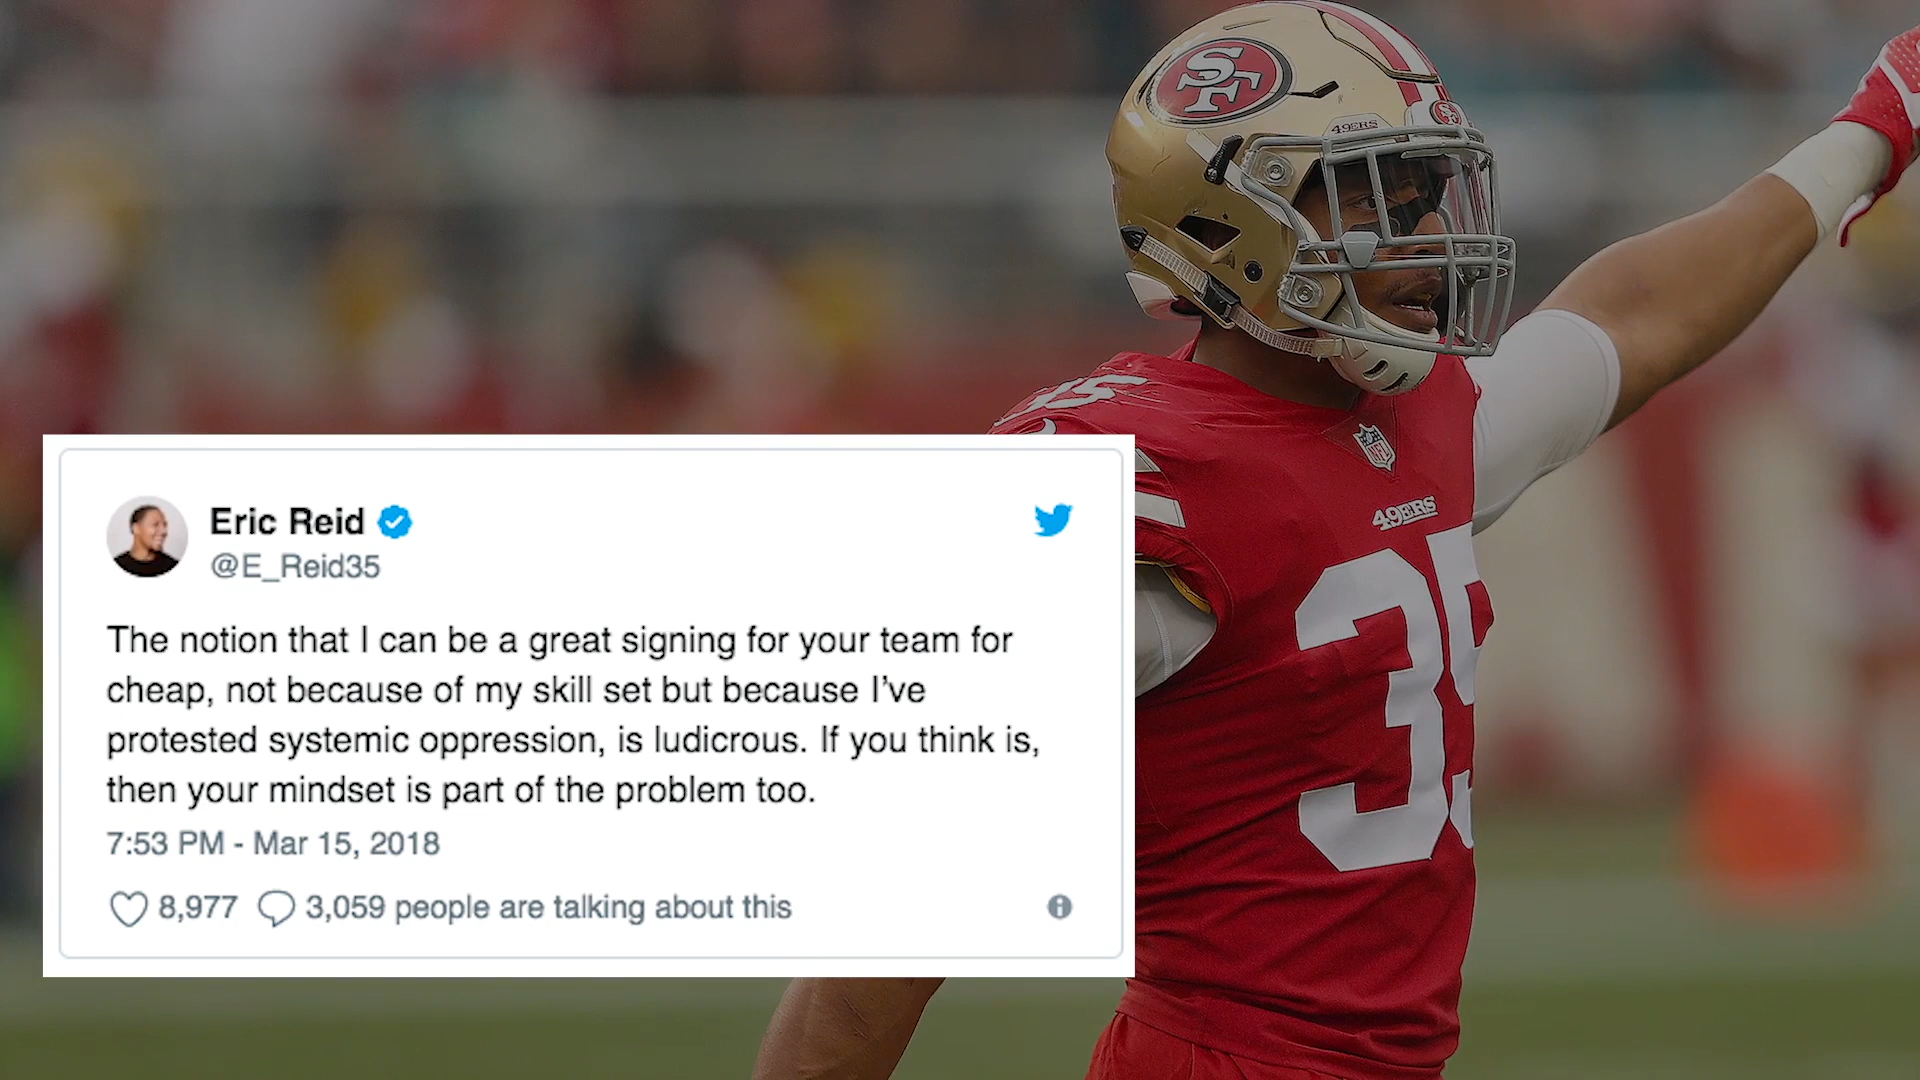 SF
49ERS
SF
35
NFL
49ERS
35
Eric Reid
@E_Reid35
The notion that I can be a great signing for your team for
cheap, not because of my skill set but because I’ve
protested systemic oppression, is ludicrous. If you think is,
then your mindset is part of the problem too.
7:53 PM - Mar 15, 2018
8,977 3,059 people are talking about this